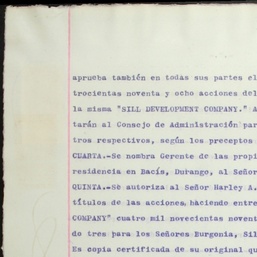 aprueba también en todas sus partes el
trocientas noventa y ocho acciones del
la misma "SILL DEVELOPMENT COMPANY." A
tarán al Consejo de Administración par
tros respectivos, según los preceptos
CUARTA.-Se nombra Gerente de las propi
residencia en Bacís, Durango, al Señor
QUINTA.-Se autoriza al Señor Harley A.
títulos de las acciones, haciendo entre
COMPANY" cuatro mil novecientas noveni
do tres para los Señores Burgonia, Sil
Es copia certificada de su original qu